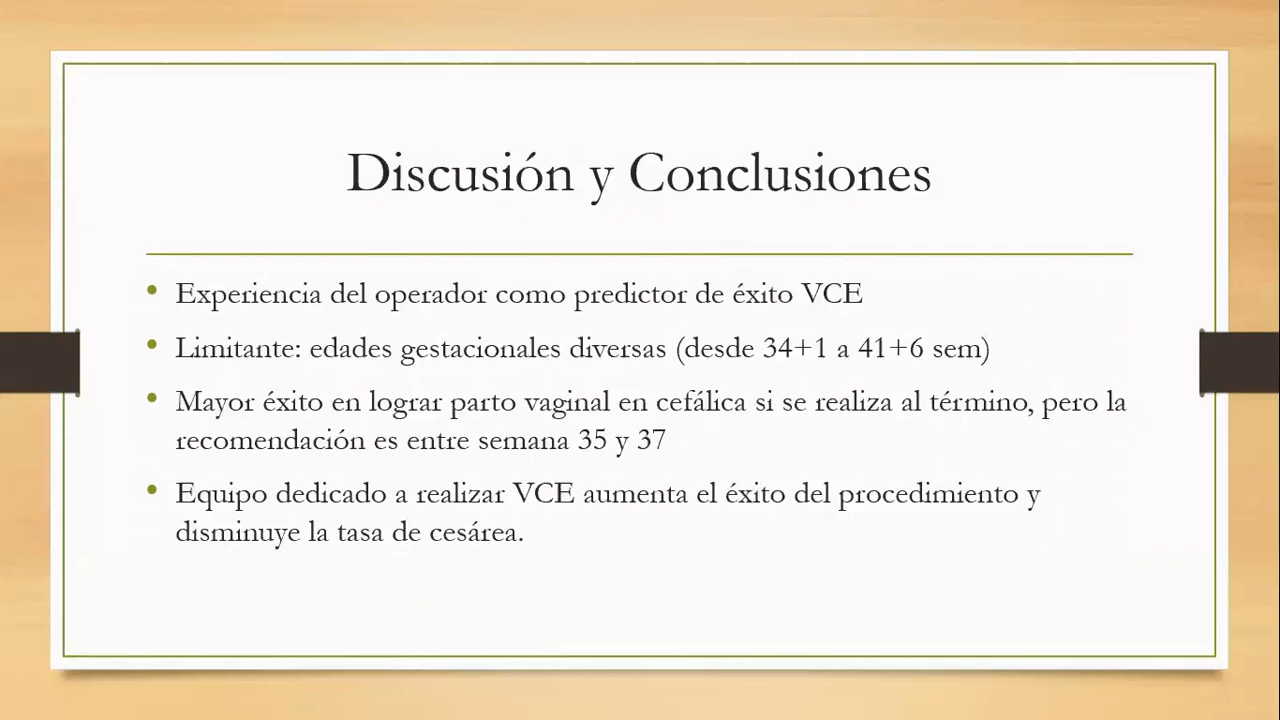 Discusión y Conclusiones
• Experiencia del operador como predictor de éxito VCE
• Limitante: edades gestacionales diversas (desde 34+1 a 41+6 sem)
• Mayor éxito en lograr parto vaginal en cefálica si se realiza al término, pero la
recomendación es entre semana 35 y 37
• Equipo dedicado a realizar VCE aumenta el éxito del procedimiento y
disminuye la tasa de cesárea.